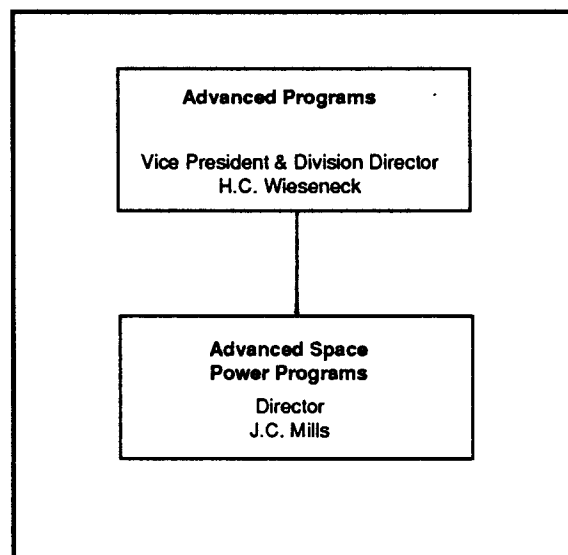 Advanced Programs
Vice President & Division Director
H.C. Wieseneck
Advanced Space
Power Programs
Director
J.C. Mills